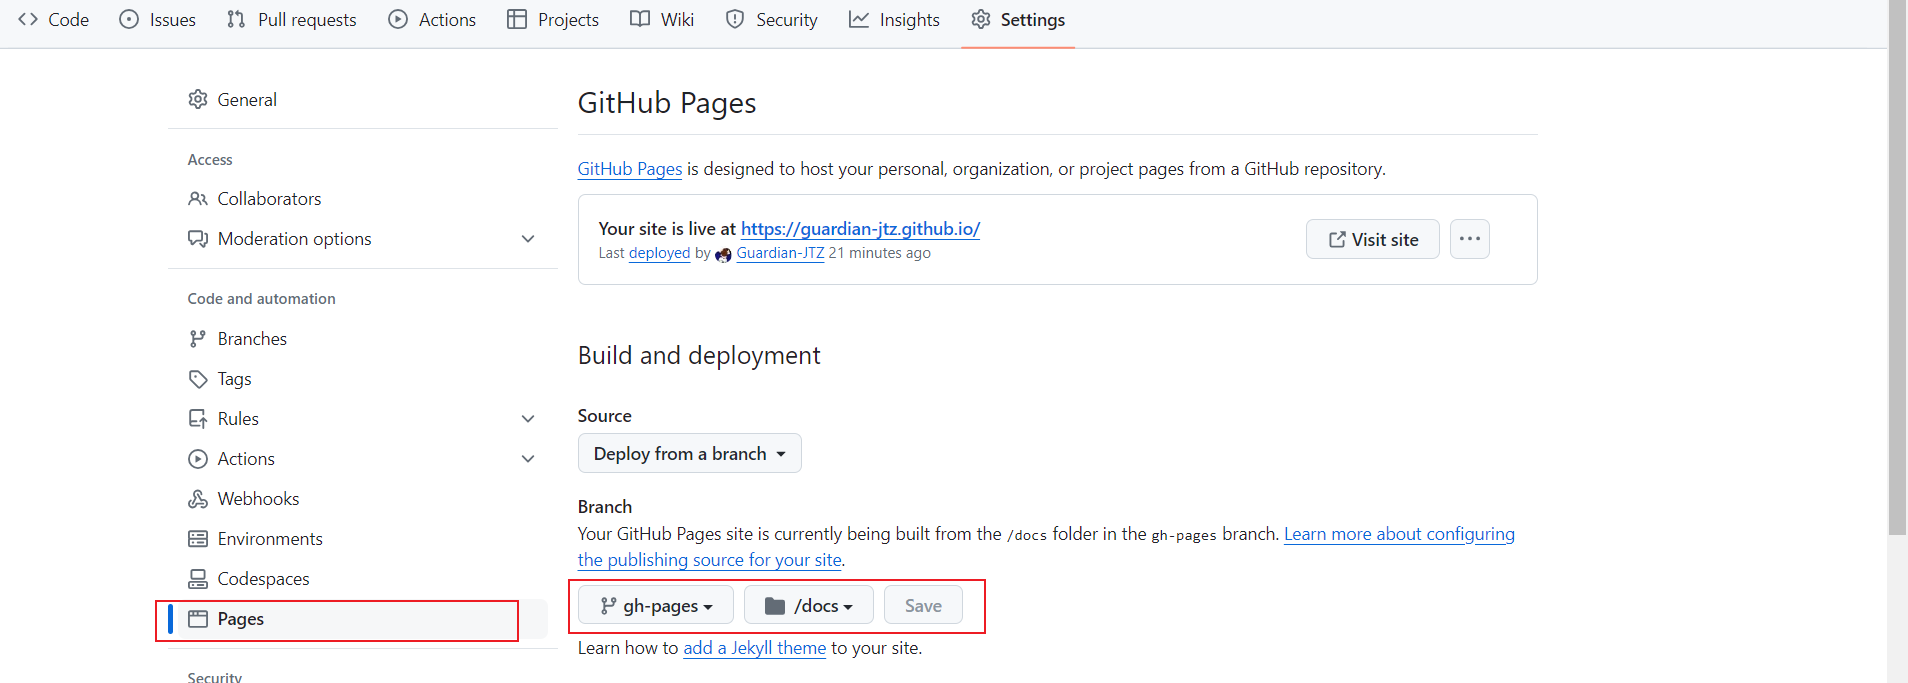 Code Issues Pull requests Actions Projects Wiki Security Insights Settings
General
Access
Collaborators
Moderation options
Code and automation
Branches
Tags
Rules
Actions
Webhooks
Environments
Codespaces
Pages
Security
GitHub Pages
GitHub Pages is designed to host your personal, organization, or project pages from a GitHub repository.
Your site is live at https://guardian-jtz.github.io/
Last deployed by Guardian-JTZ 21 minutes ago
Visit site
Build and deployment
Source
Deploy from a branch
Branch
Your GitHub Pages site is currently being built from the /docs folder in the gh-pages branch. Learn more about configuring
the publishing source for your site.
gh-pages /docs Save
Learn how to add a Jekyll theme to your site.